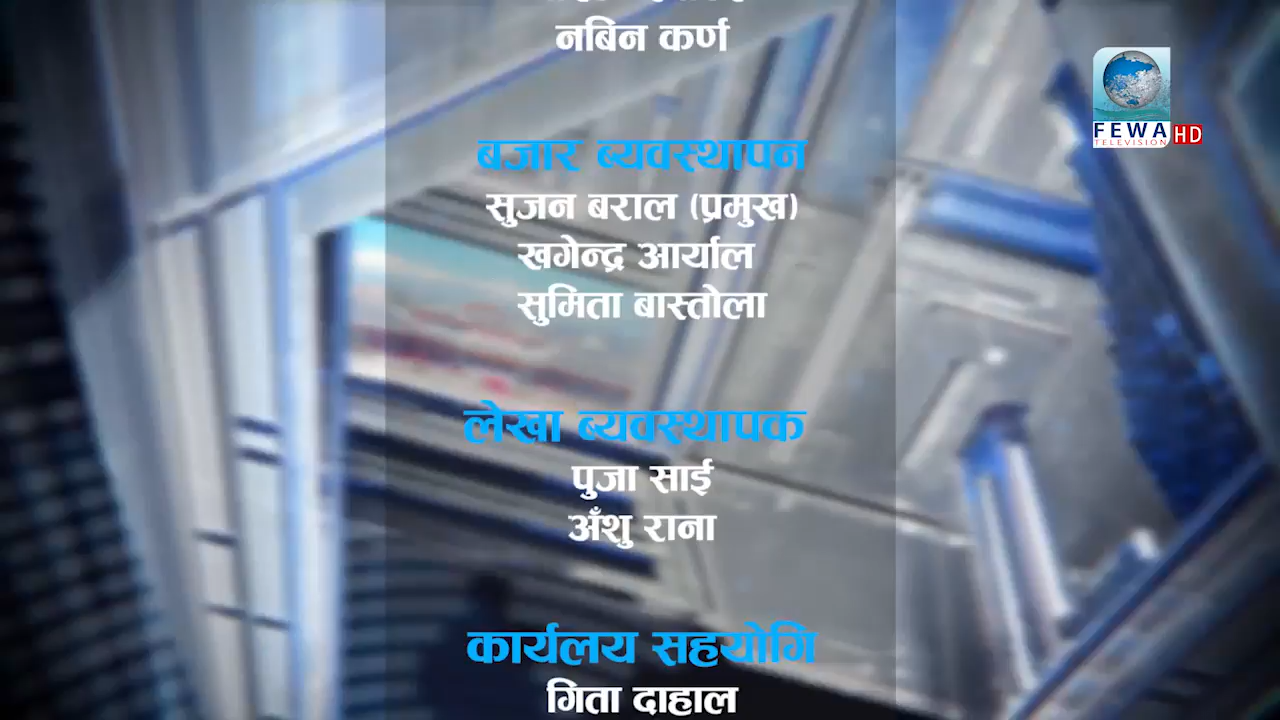 नबिन कर्ण
बजार ब्यवस्थापन
सुजन बराल (प्रमुख)
खगेन्द्र आर्याल
सुमिता बास्तोला
लेखा ब्यवस्थापक
पुजा साई
अँशु राना
कार्यलय सहयोगि
गिता दाहाल
FEWA HD
TELEVISION